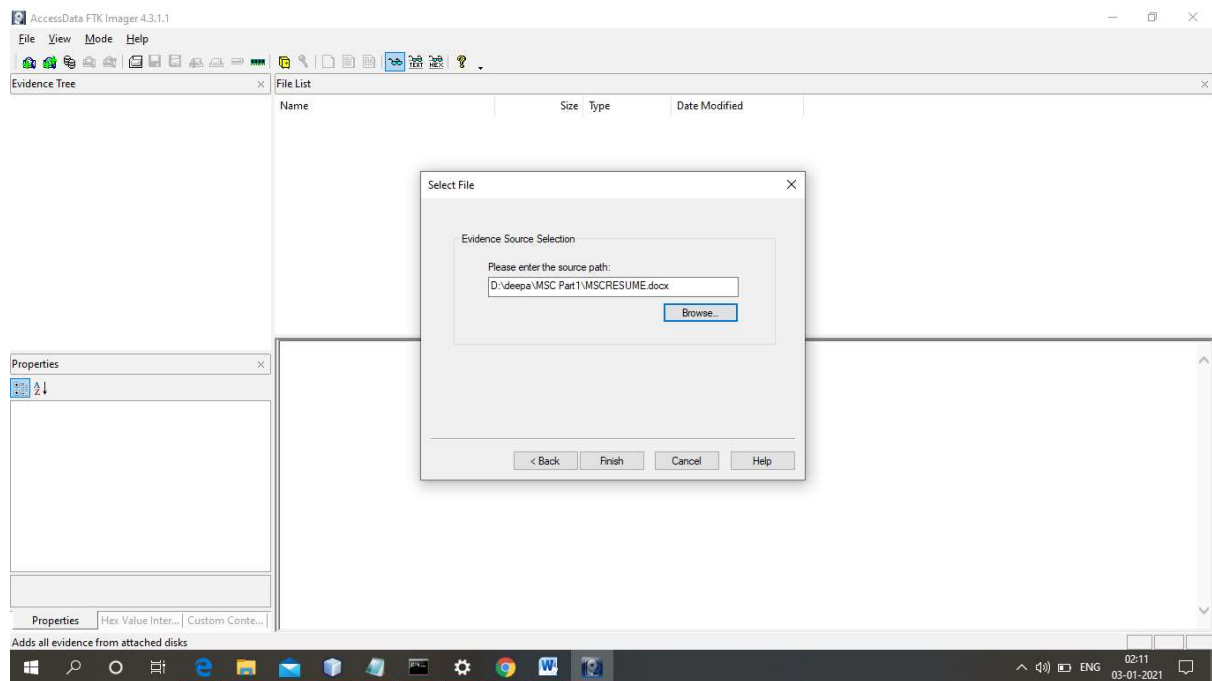 AccessData FTK Imager 4.3.1.1
File View Mode Help
Evidence Tree
File List
Name Size Type Date Modified
Select File
Evidence Source Selection
Please enter the source path:
D:\deepa\MSC Part1\MSCRESUME.docx
Browse...
< Back Finish Cancel Help
Properties
Properties Hex Value Inter... Custom Conte...
Adds all evidence from attached disks
ENG
02:11
03-01-2021